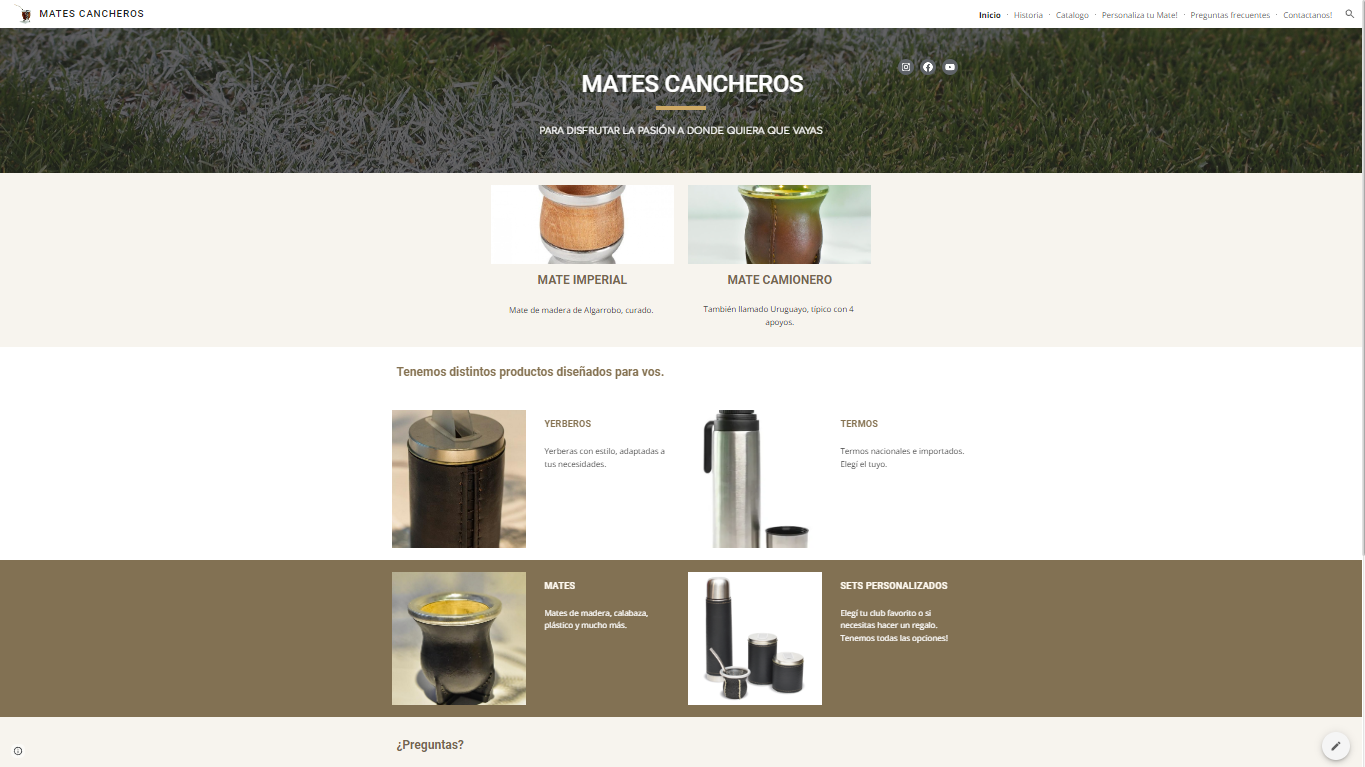 MATES CANCHEROS
Inicio · Historia · Catalogo · Personaliza tu Mate! · Preguntas frecuentes · Contactanos!
MATES CANCHEROS
PARA DISFRUTAR LA PASIÓN A DONDE QUIERA QUE VAYAS
MATE IMPERIAL
Mate de madera de Algarrobo, curado.
MATE CAMIONERO
También llamado Uruguayo, típico con 4
apoyos.
Tenemos distintos productos diseñados para vos.
YERBEROS
Yerberas con estilo, adaptadas a
tus necesidades.
TERMOS
Termos nacionales e importados.
Elegí el tuyo.
MATES
Mates de madera, calabaza,
plástico y mucho más.
SETS PERSONALIZADOS
Elegí tu club favorito o si
necesitas hacer un regalo.
Tenemos todas las opciones!
¿Preguntas?